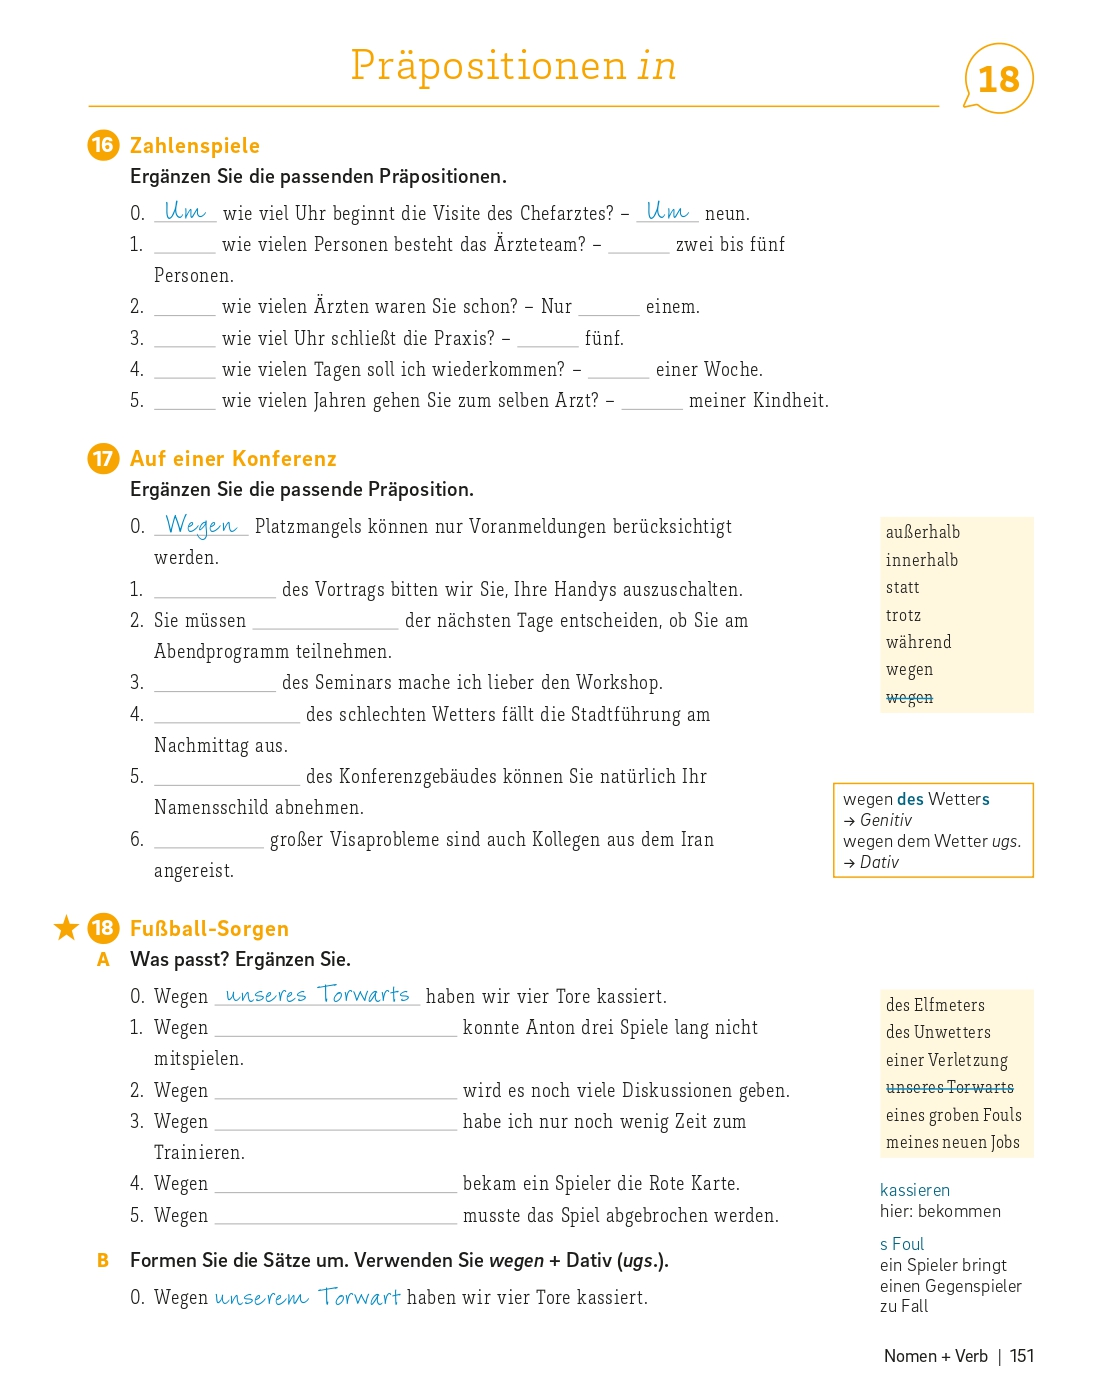 Präpositionen in
18
16 Zahlenspiele
Ergänzen Sie die passenden Präpositionen.
0. Um wie viel Uhr beginnt die Visite des Chefarztes? – Um neun.
1. ______ wie vielen Personen besteht das Ärzteteam? – ______ zwei bis fünf
Personen.
2. ______ wie vielen Ärzten waren Sie schon? – Nur ______ einem.
3. ______ wie viel Uhr schließt die Praxis? – ______ fünf.
4. ______ wie vielen Tagen soll ich wiederkommen? – ______ einer Woche.
5. ______ wie vielen Jahren gehen Sie zum selben Arzt? – ______ meiner Kindheit.
17 Auf einer Konferenz
Ergänzen Sie die passende Präposition.
0. Wegen Platzmangels können nur Voranmeldungen berücksichtigt
werden.
1. ____________ des Vortrags bitten wir Sie, Ihre Handys auszuschalten.
2. Sie müssen ______________ der nächsten Tage entscheiden, ob Sie am
Abendprogramm teilnehmen.
3. ____________ des Seminars mache ich lieber den Workshop.
4. ______________ des schlechten Wetters fällt die Stadtführung am
Nachmittag aus.
5. ______________ des Konferenzgebäudes können Sie natürlich Ihr
Namensschild abnehmen.
6. ___________ großer Visaprobleme sind auch Kollegen aus dem Iran
angereist.
außerhalb
innerhalb
statt
trotz
während
wegen
wegen
wegen des Wetters
→ Genitiv
wegen dem Wetter ugs.
→ Dativ
★ 18 Fußball-Sorgen
A Was passt? Ergänzen Sie.
0. Wegen unseres Torwarts haben wir vier Tore kassiert.
1. Wegen ________________________ konnte Anton drei Spiele lang nicht
mitspielen.
2. Wegen ________________________ wird es noch viele Diskussionen geben.
3. Wegen ________________________ habe ich nur noch wenig Zeit zum
Trainieren.
4. Wegen ________________________ bekam ein Spieler die Rote Karte.
5. Wegen ________________________ musste das Spiel abgebrochen werden.
des Elfmeters
des Unwetters
einer Verletzung
unseres Torwarts
eines groben Fouls
meines neuen Jobs
kassieren
hier: bekommen
s Foul
ein Spieler bringt
einen Gegenspieler
zu Fall
B Formen Sie die Sätze um. Verwenden Sie wegen + Dativ (ugs.).
0. Wegen unserem Torwart haben wir vier Tore kassiert.
Nomen + Verb | 151